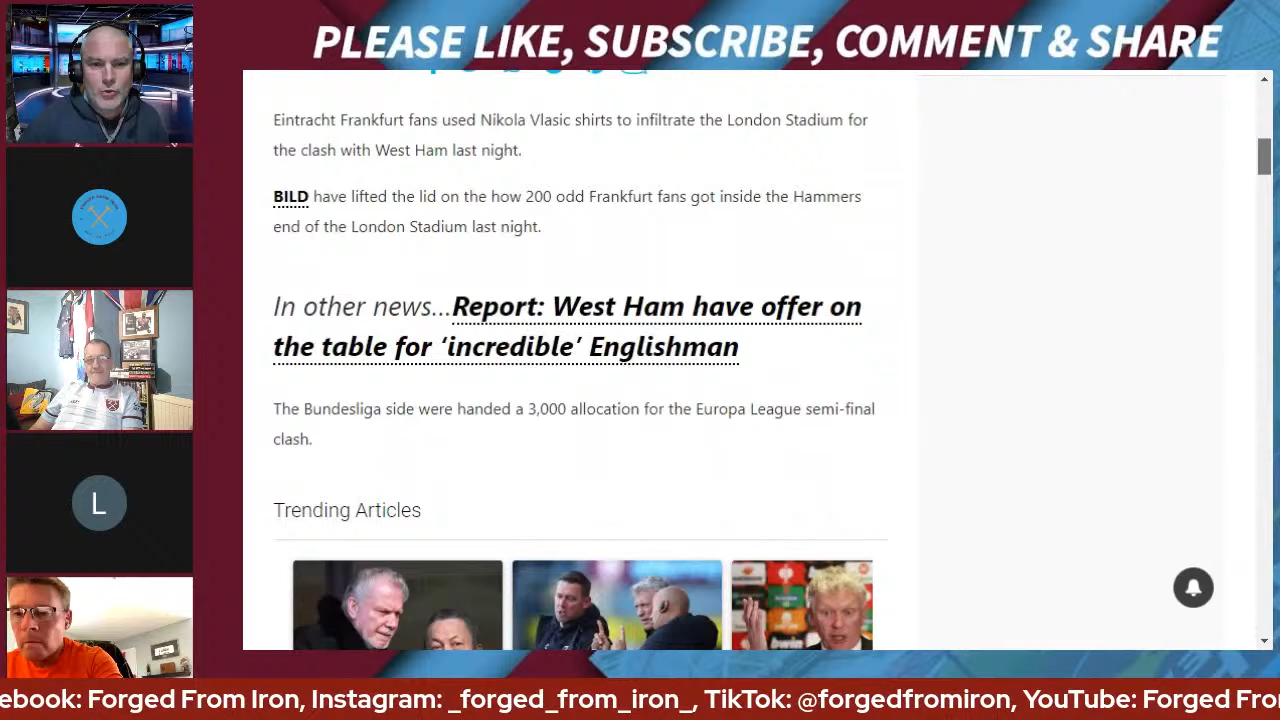 PLEASE LIKE, SUBSCRIBE, COMMENT & SHARE
Eintracht Frankfurt fans used Nikola Vlasic shirts to infiltrate the London Stadium for
the clash with West Ham last night.
BILD have lifted the lid on the how 200 odd Frankfurt fans got inside the Hammers
end of the London Stadium last night.
In other news...Report: West Ham have offer on
the table for ‘incredible’ Englishman
The Bundesliga side were handed a 3,000 allocation for the Europa League semi-final
clash.
Trending Articles
L
ebook: Forged From Iron, Instagram: _forged_from_iron_, TikTok: @forgedfromiron, YouTube: Forged Fro